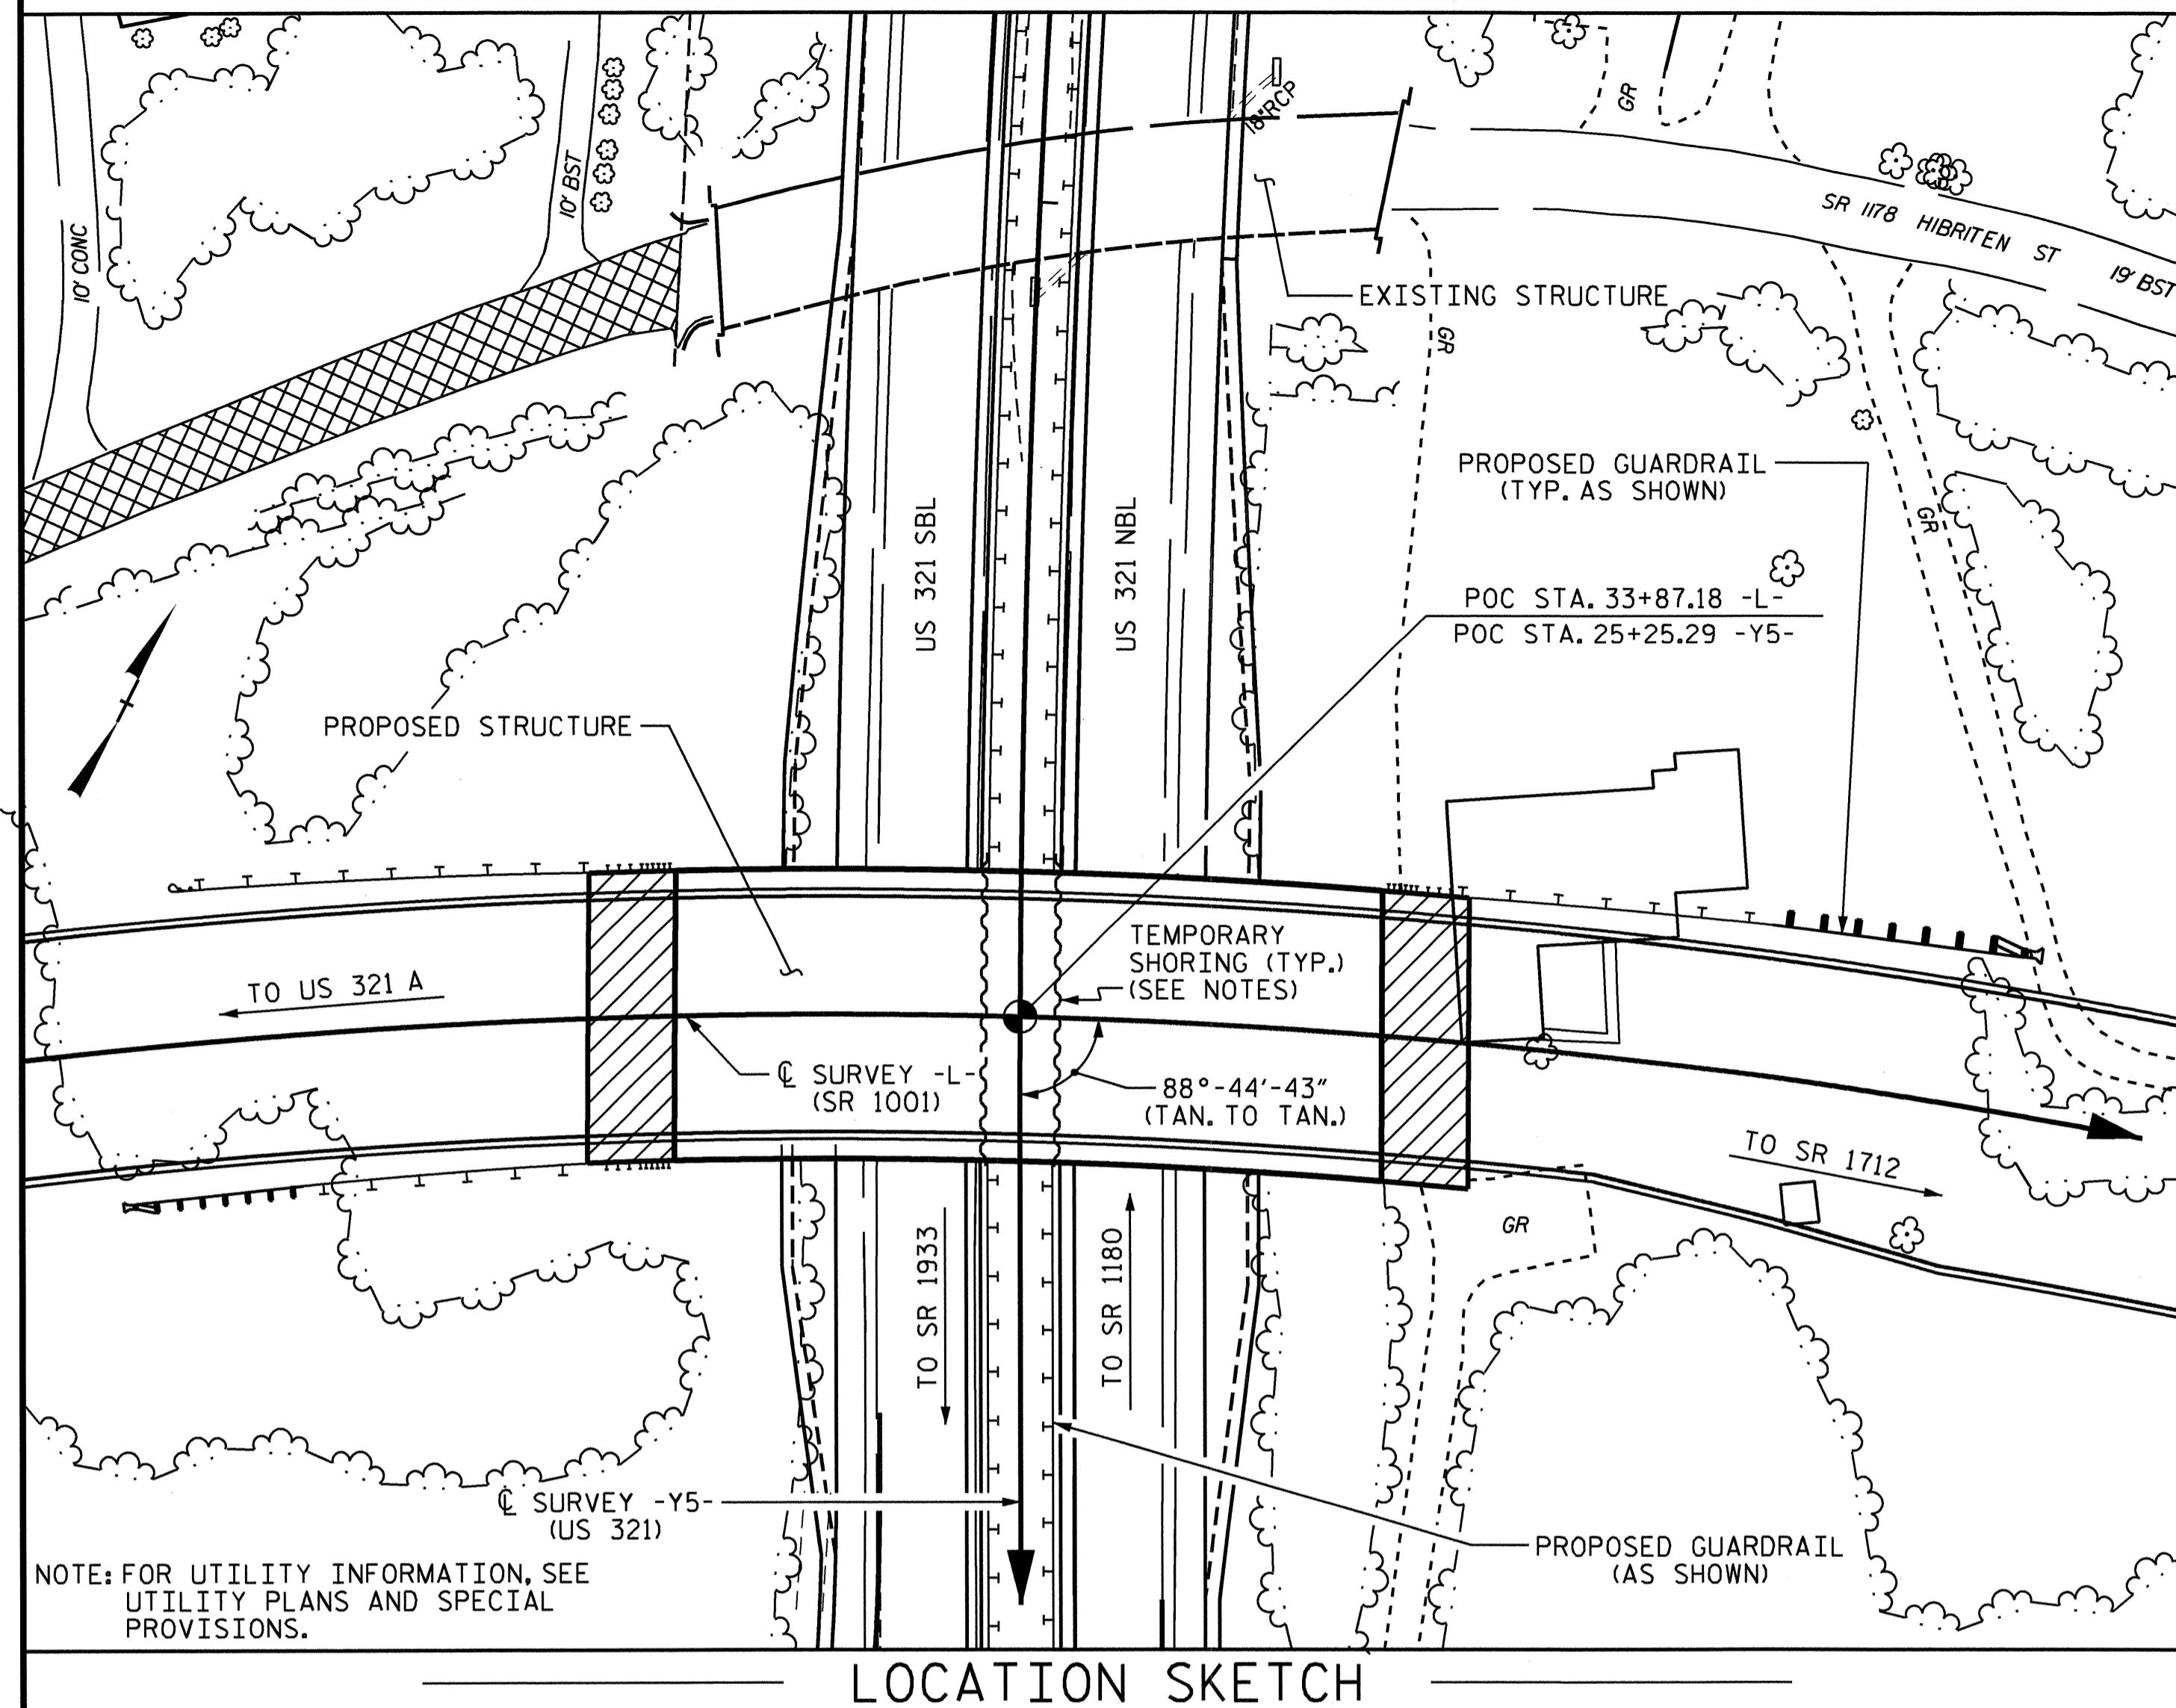 18"RCP
GR
10' BST
10' CONC
SR 1178 HIBRITEN ST 19' BST
EXISTING STRUCTURE
GR
PROPOSED GUARDRAIL
(TYP. AS SHOWN)
GR
US 321 SBL
US 321 NBL
POC STA. 33+87.18 -L-
POC STA. 25+25.29 -Y5-
PROPOSED STRUCTURE
TEMPORARY
SHORING (TYP.)
(SEE NOTES)
TO US 321 A
℄ SURVEY -L-
(SR 1001)
88°-44'-43"
(TAN. TO TAN.)
TO SR 1712
GR
TO SR 1933
TO SR 1180
℄ SURVEY -Y5-
(US 321)
PROPOSED GUARDRAIL
(AS SHOWN)
NOTE: FOR UTILITY INFORMATION, SEE
UTILITY PLANS AND SPECIAL
PROVISIONS.
LOCATION SKETCH